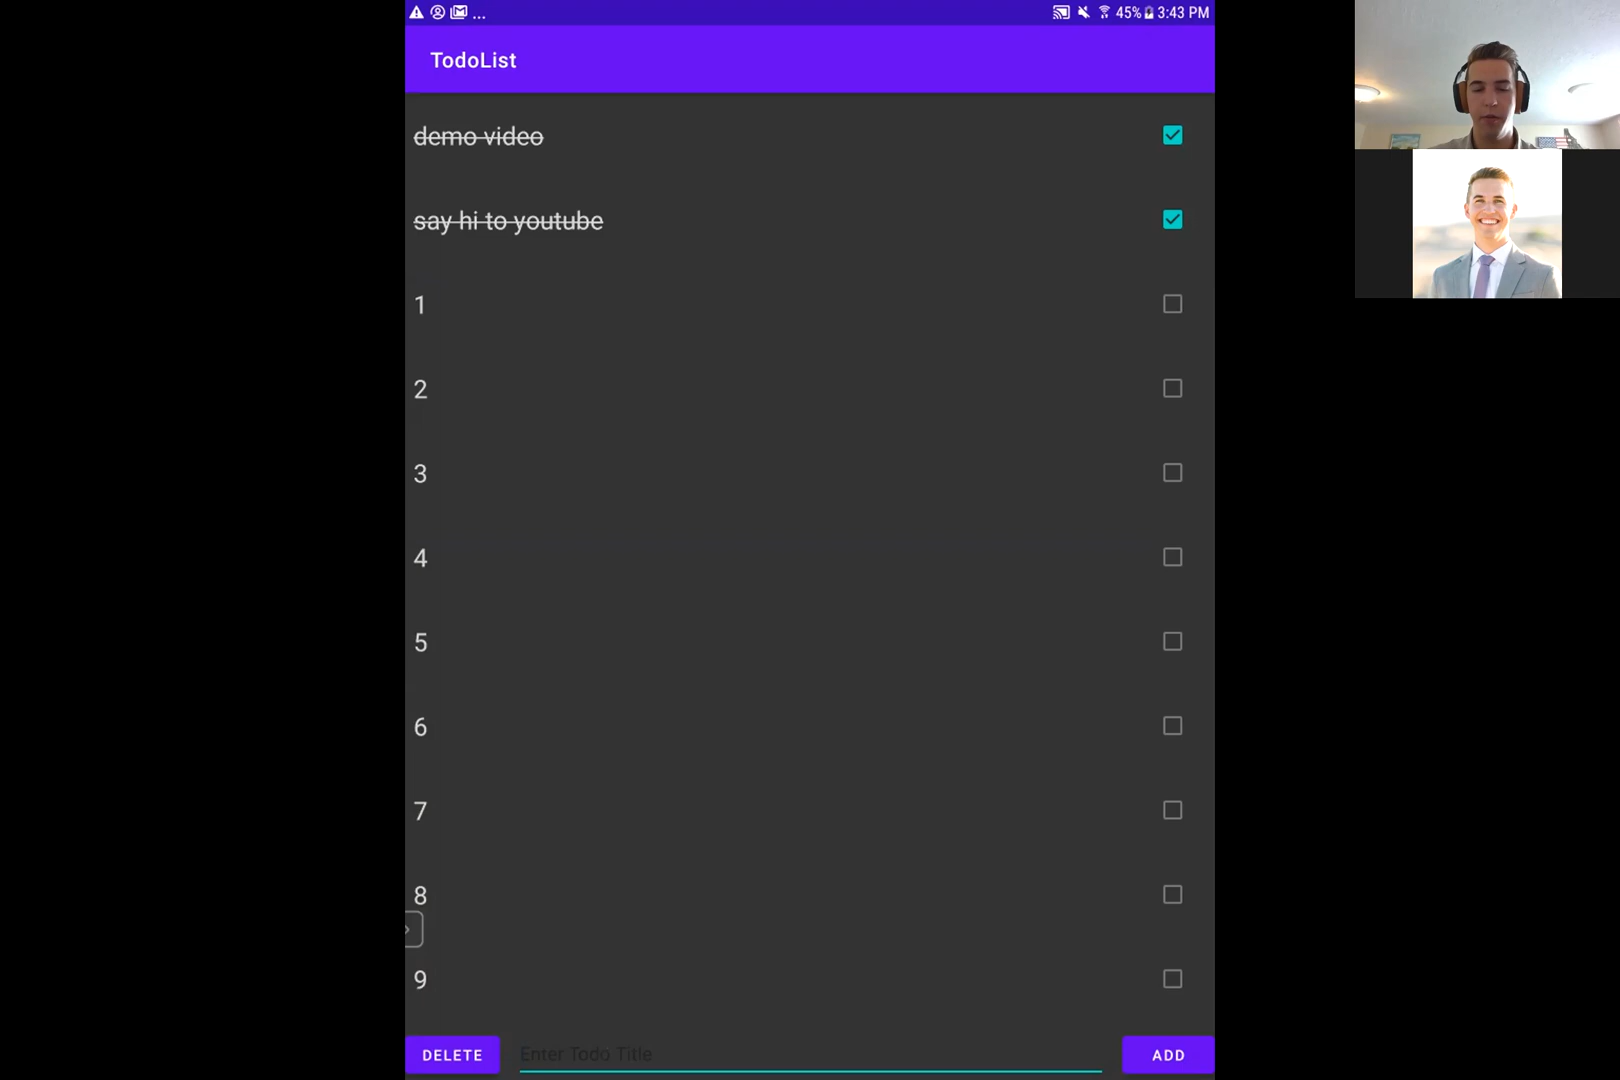 ... 45% 3:43 PM
TodoList
demo video
say hi to youtube
1
2
3
4
5
6
7
8
9
DELETE Enter Todo Title ADD